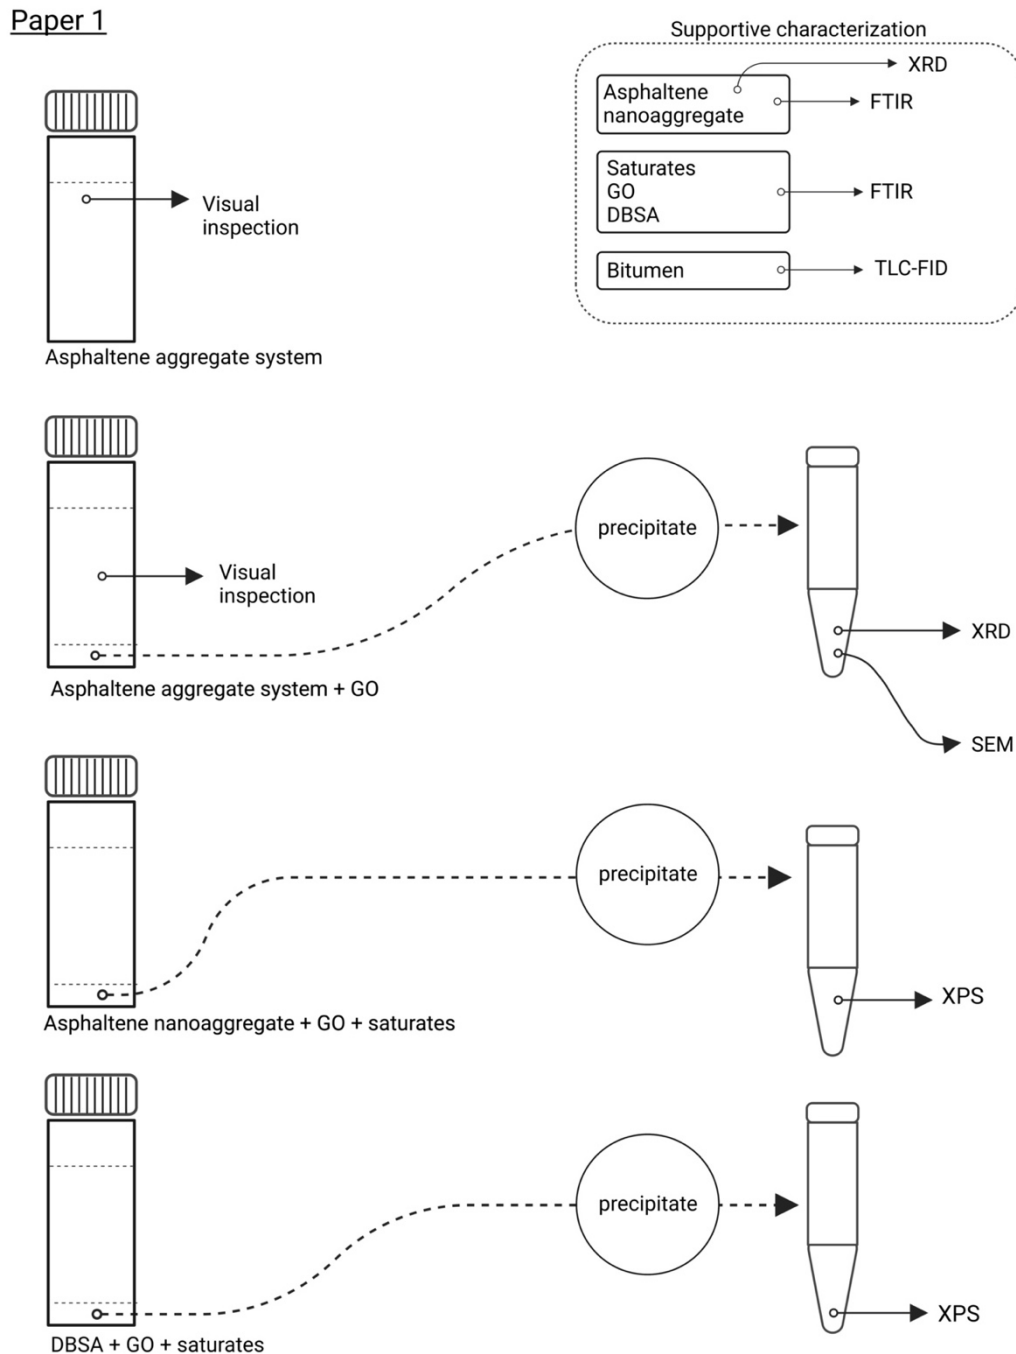 Paper 1
Supportive characterization
XRD
Asphaltene
nanoaggregate
FTIR
Saturates
GO
DBSA
FTIR
Bitumen
TLC-FID
Visual
inspection
Asphaltene aggregate system
precipitate
Visual
inspection
XRD
Asphaltene aggregate system + GO
SEM
precipitate
XPS
Asphaltene nanoaggregate + GO + saturates
precipitate
XPS
DBSA + GO + saturates